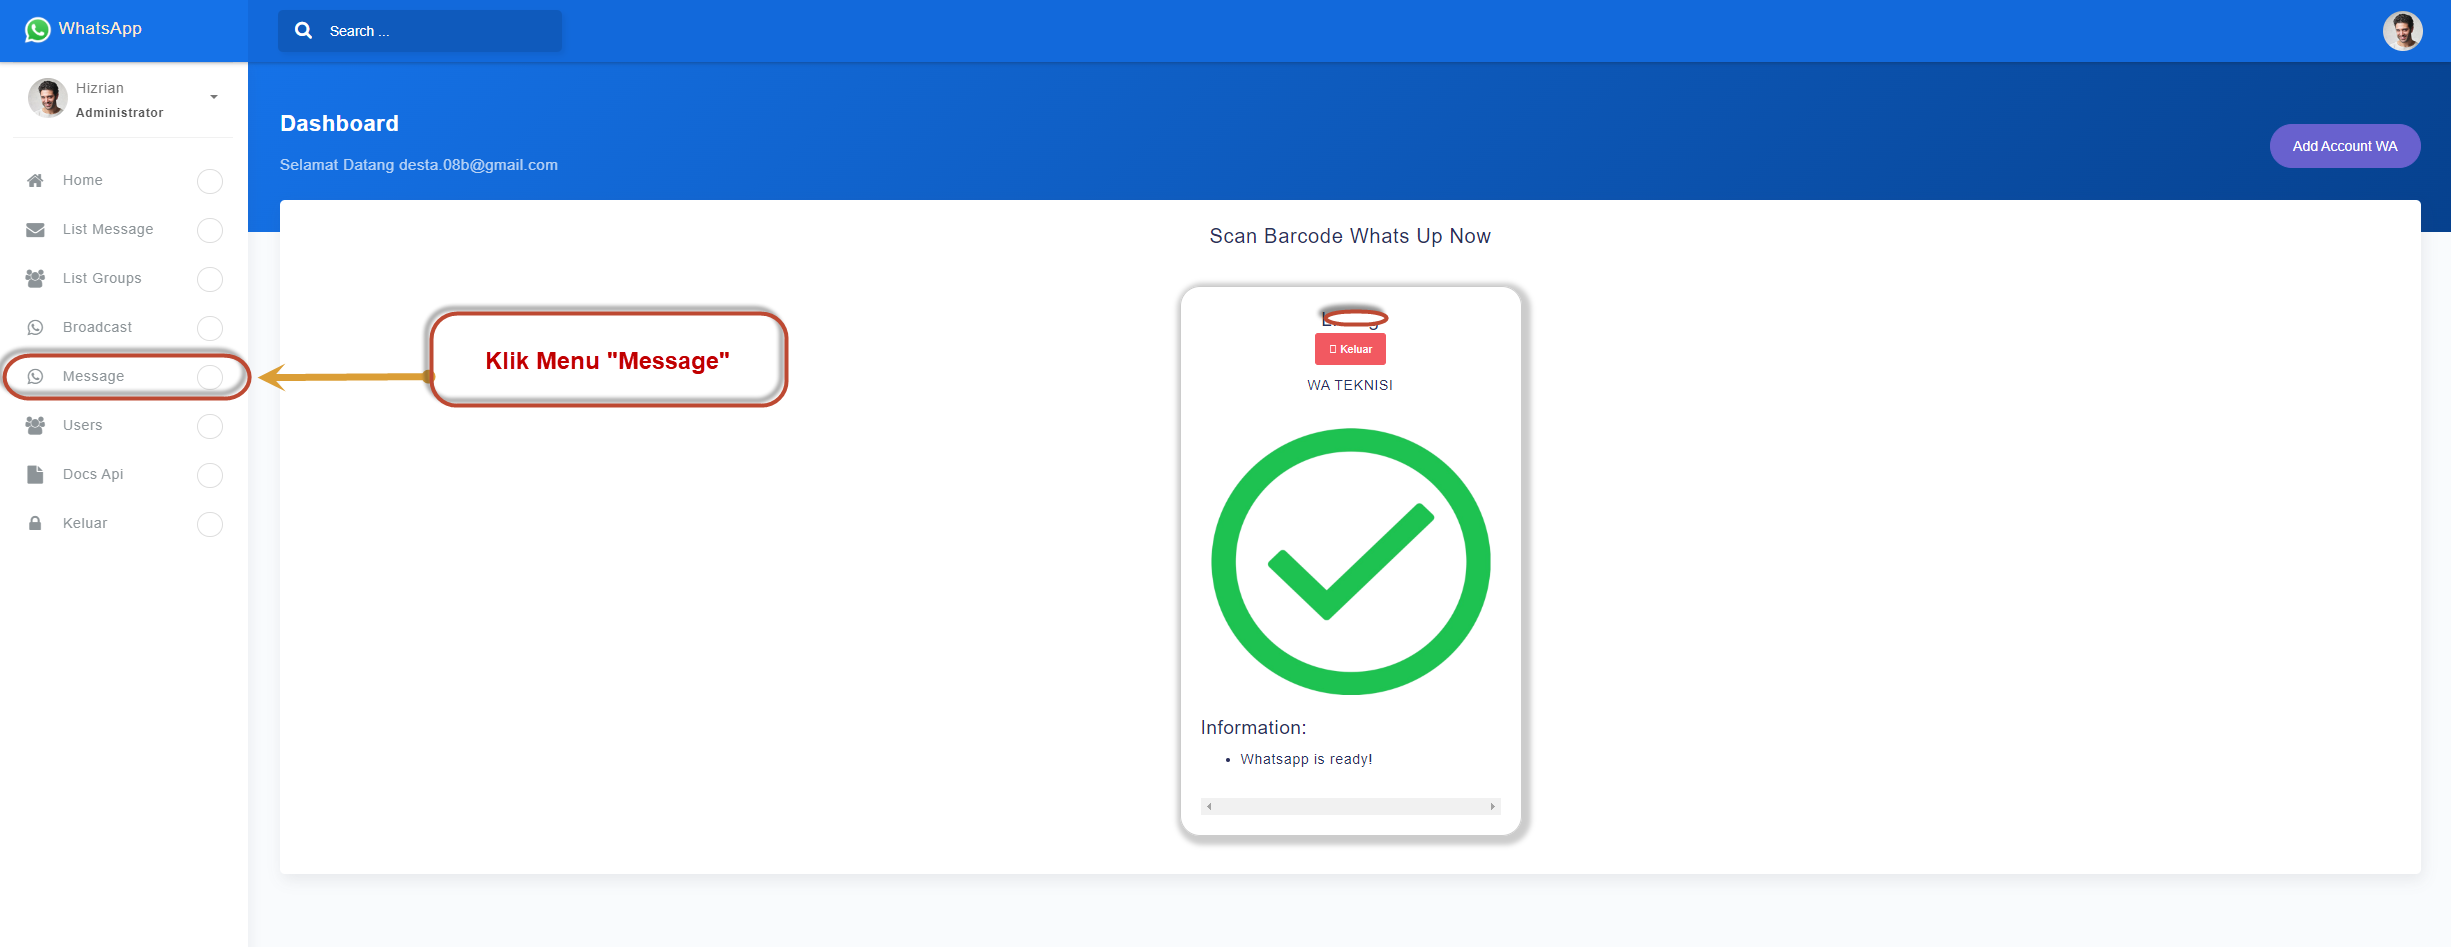 WhatsApp
Search ...
Hizrian
Administrator
Home
List Message
List Groups
Broadcast
Message
Users
Docs Api
Keluar
Dashboard
Selamat Datang desta.08b@gmail.com
Add Account WA
Klik Menu "Message"
Scan Barcode Whats Up Now
Keluar
WA TEKNISI
Information:
Whatsapp is ready!